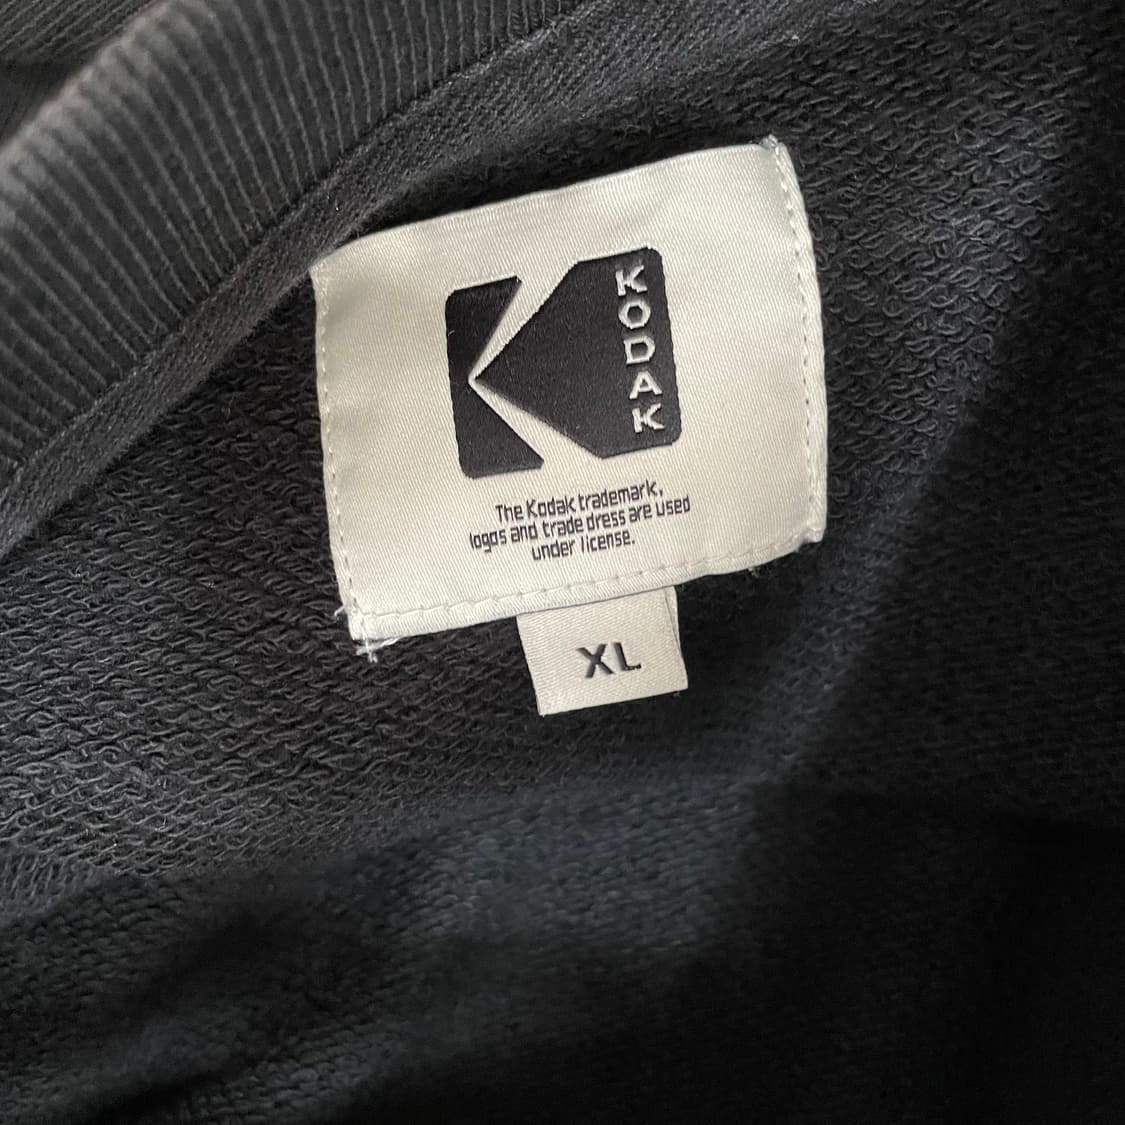 KODAK
The Kodak trademark,
logos and trade dress are used
under license.
XL